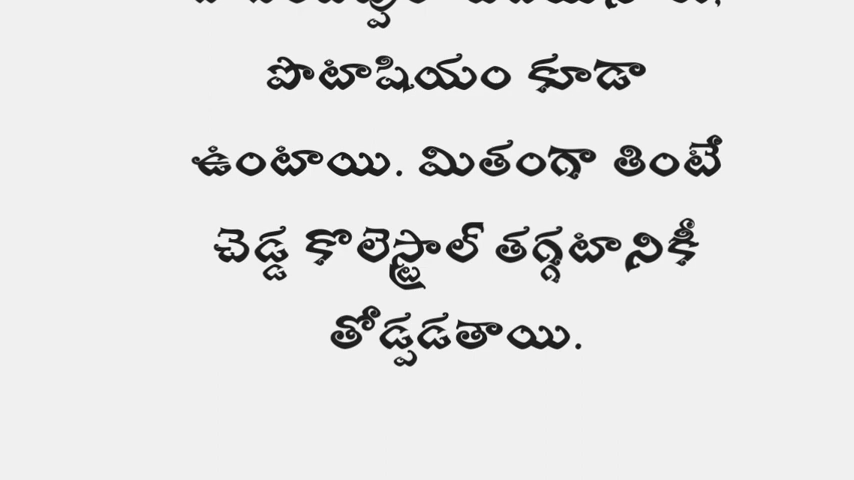 పొటాషియం కూడా
ఉంటాయి. మితంగా తింటే
చెడ్డ కొలెస్ట్రాల్ తగ్గటానికీ
తోడ్పడతాయి.